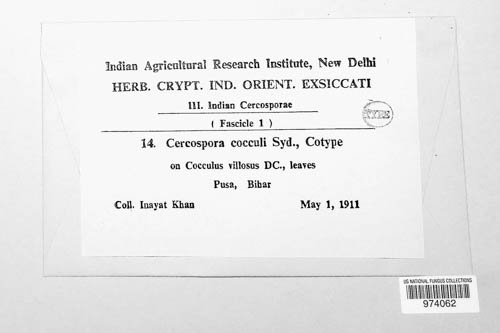 Indian Agricultural Research Institute, New Delhi
HERB. CRYPT. IND. ORIENT. EXSICCATI
III. Indian Cercosporae
( Fascicle 1 )
TYPE
14. Cercospora cocculi Syd., Cotype
on Cocculus villosus DC., leaves
Pusa, Bihar
Coll. Inayat Khan May 1, 1911
US NATIONAL FUNGUS COLLECTIONS
974062